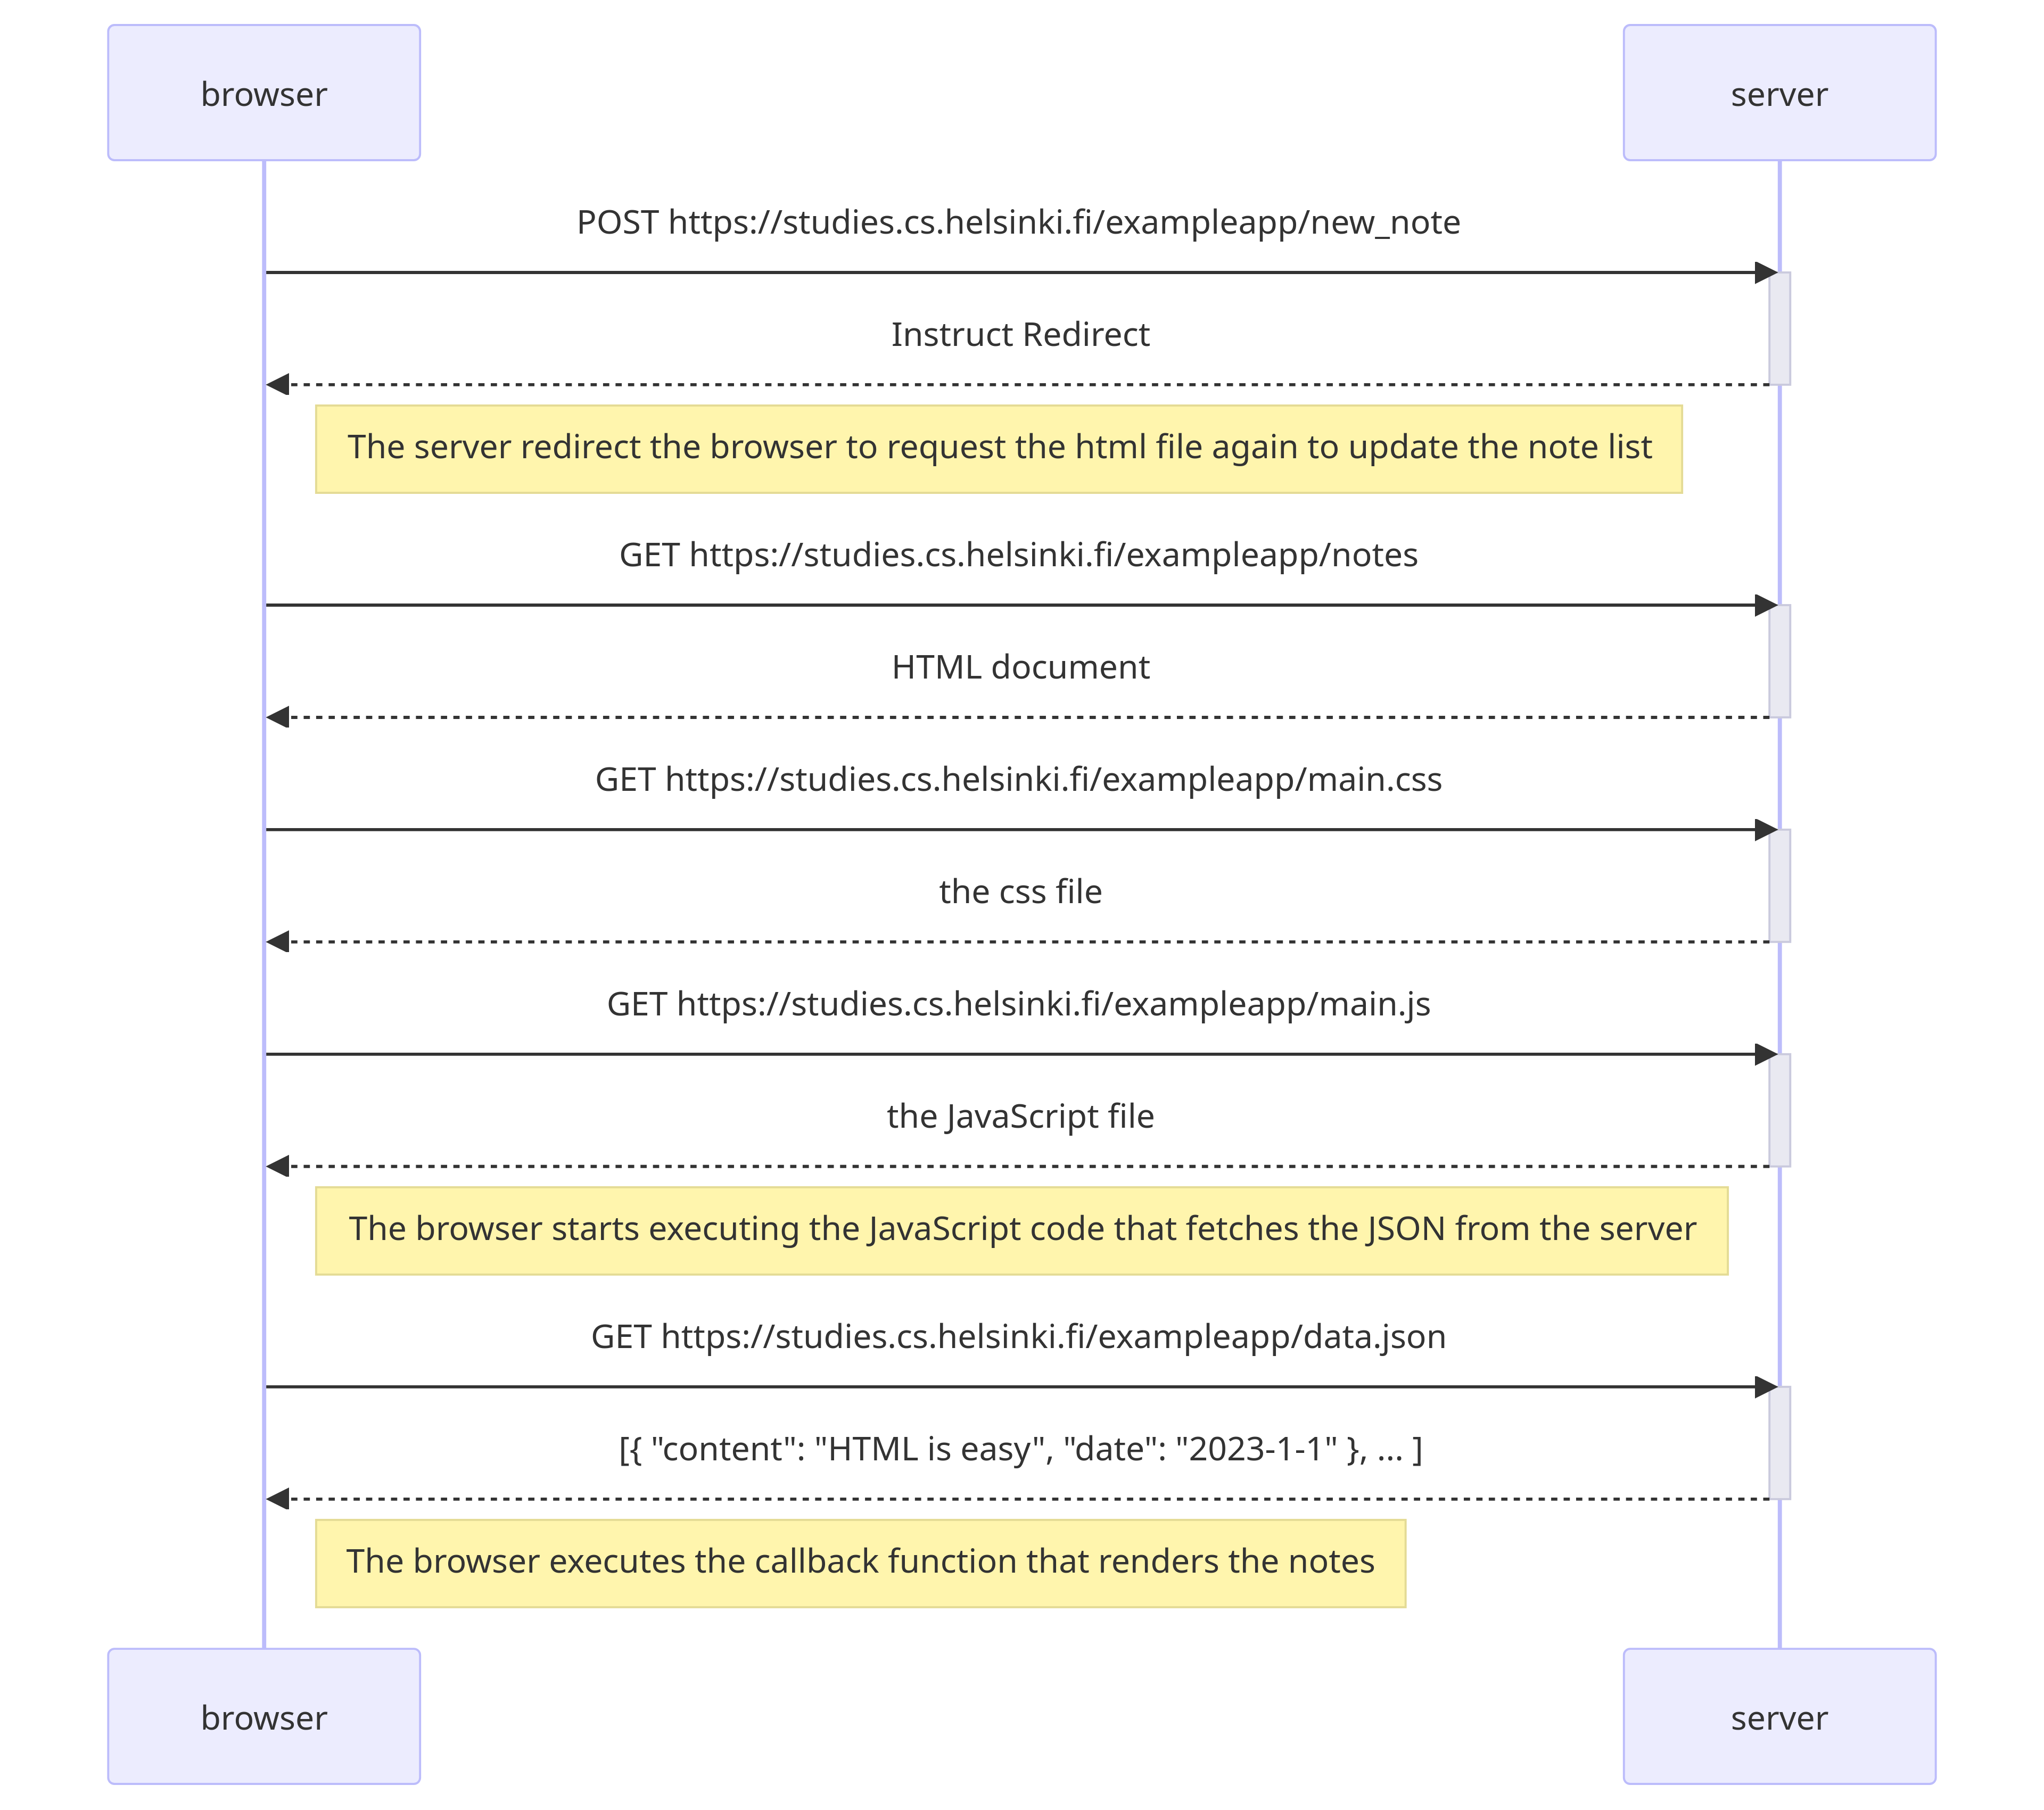 browser
server
POST https://studies.cs.helsinki.fi/exampleapp/new_note
Instruct Redirect
The server redirect the browser to request the html file again to update the note list
GET https://studies.cs.helsinki.fi/exampleapp/notes
HTML document
GET https://studies.cs.helsinki.fi/exampleapp/main.css
the css file
GET https://studies.cs.helsinki.fi/exampleapp/main.js
the JavaScript file
The browser starts executing the JavaScript code that fetches the JSON from the server
GET https://studies.cs.helsinki.fi/exampleapp/data.json
[{ "content": "HTML is easy", "date": "2023-1-1" }, ... ]
The browser executes the callback function that renders the notes
browser
server